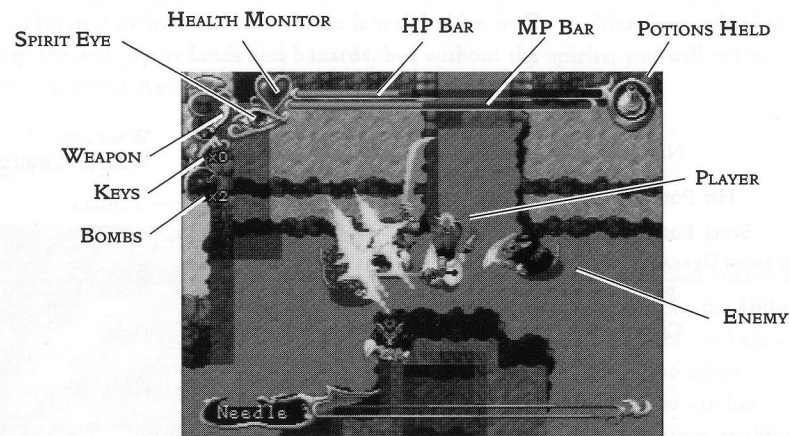 SPIRIT EYE
HEALTH MONITOR
HP BAR
MP BAR
POTIONS HELD
WEAPON
KEYS
BOMBS
PLAYER
ENEMY
x0
x2
Needle